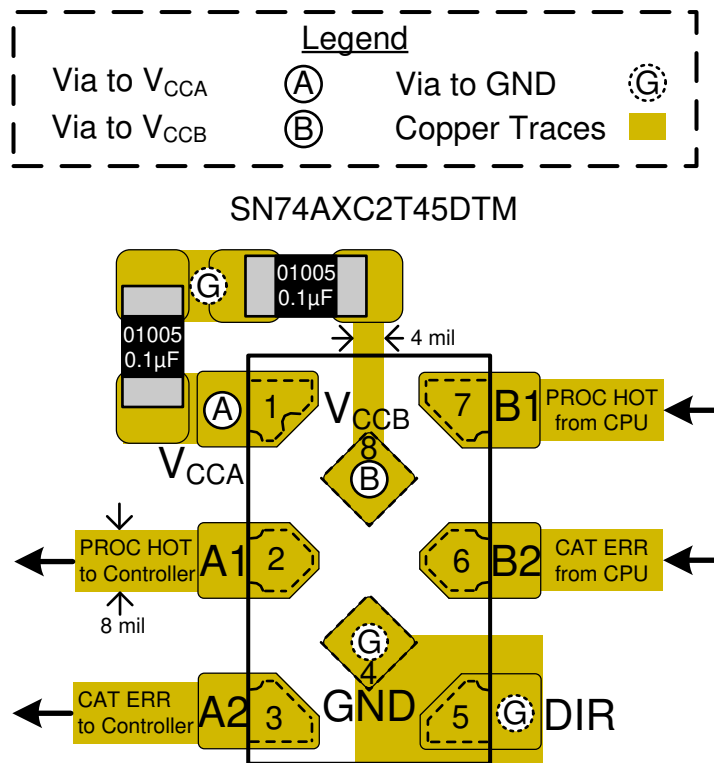 Legend
Via to VCCA A Via to GND G
Via to VCCB B Copper Traces
SN74AXC2T45DTM
G
01005
0.1µF
01005
0.1µF
4 mil
A
1
VCCA
VCCB
8
B
7
B1
PROC HOT
from CPU
PROC HOT
to Controller
A1
2
8 mil
6
B2
CAT ERR
from CPU
G
4
GND
CAT ERR
to Controller
A2
3
5
G
DIR